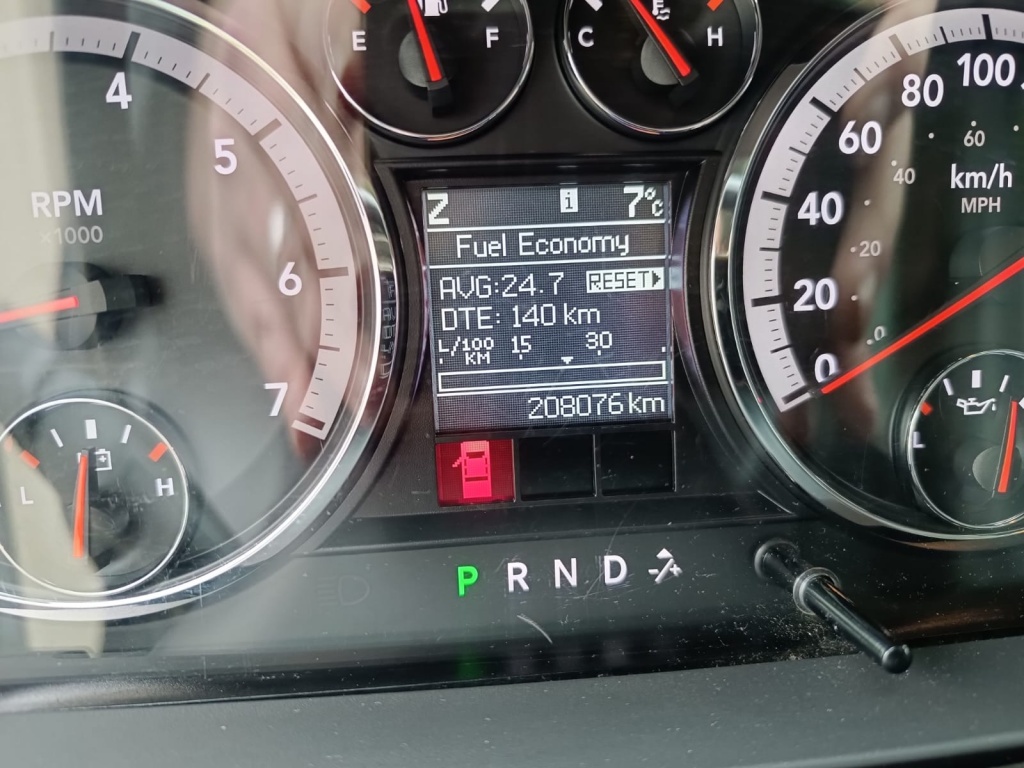 E F
C H
4
5
6
7
RPM
x1000
L H
Z i 7°C
Fuel Economy
AVG:24.7 RESET
DTE: 140 km
L/100 KM 15 30
208076 km
P R N D
100
80
60
40
20
0
60
40
20
0
km/h
MPH
L